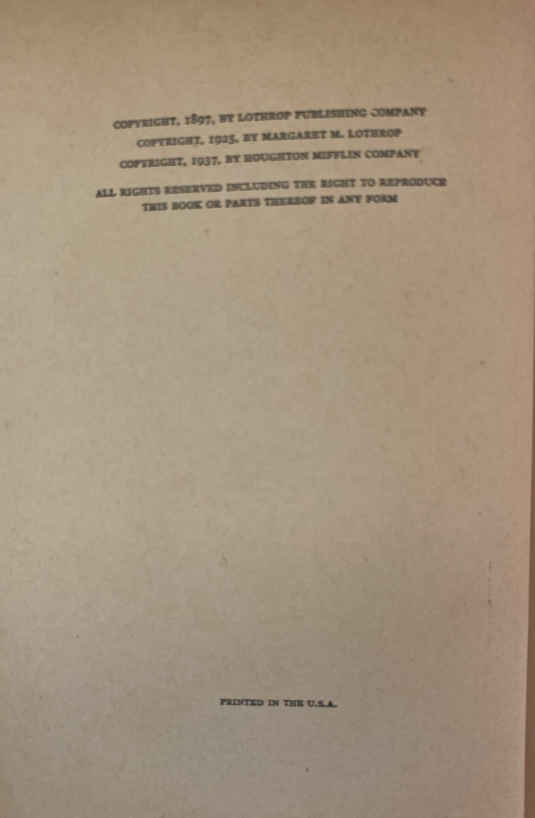 COPYRIGHT, 1897, BY LOTHROP PUBLISHING COMPANY
COPYRIGHT, 1925, BY MARGARET M. LOTHROP
COPYRIGHT, 1937, BY HOUGHTON MIFFLIN COMPANY
ALL RIGHTS RESERVED INCLUDING THE RIGHT TO REPRODUCE
THIS BOOK OR PARTS THEREOF IN ANY FORM
PRINTED IN THE U.S.A.